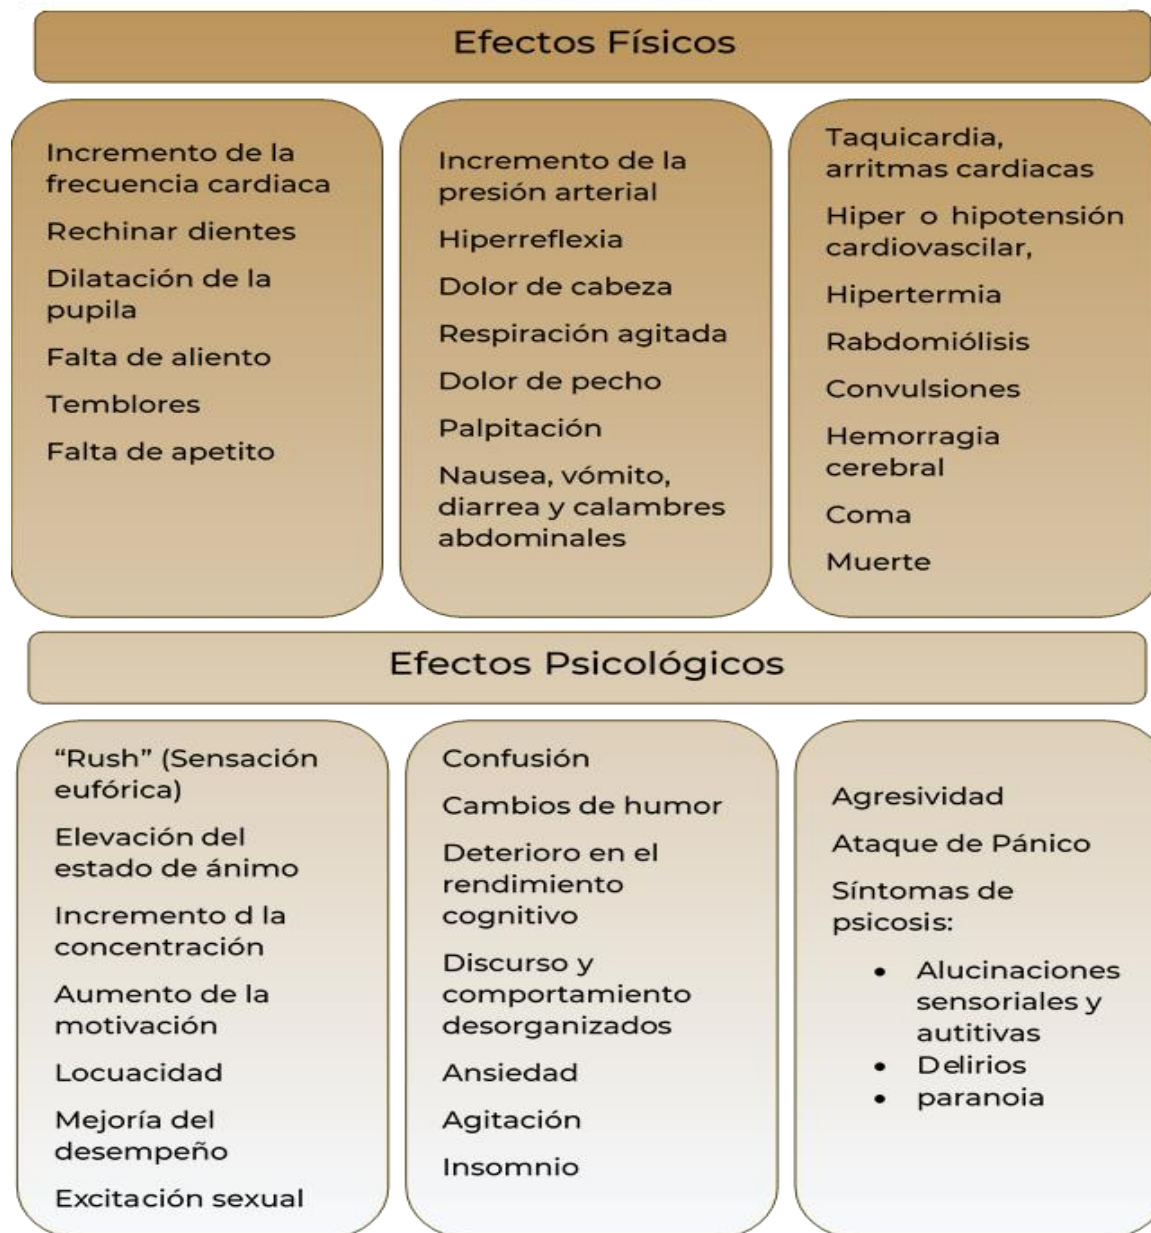 Efectos Físicos
Incremento de la
frecuencia cardiaca
Rechinar dientes
Dilatación de la
pupila
Falta de aliento
Temblores
Falta de apetito
Incremento de la
presión arterial
Hiperreflexia
Dolor de cabeza
Respiración agitada
Dolor de pecho
Palpitación
Nausea, vómito,
diarrea y calambres
abdominales
Taquicardia,
arritmas cardiacas
Hiper o hipotensión
cardiovascilar,
Hipertermia
Rabdomiólisis
Convulsiones
Hemorragia
cerebral
Coma
Muerte
Efectos Psicológicos
“Rush” (Sensación
eufórica)
Elevación del
estado de ánimo
Incremento d la
concentración
Aumento de la
motivación
Locuacidad
Mejoría del
desempeño
Excitación sexual
Confusión
Cambios de humor
Deterioro en el
rendimiento
cognitivo
Discurso y
comportamiento
desorganizados
Ansiedad
Agitación
Insomnio
Agresividad
Ataque de Pánico
Síntomas de
psicosis:
• Alucinaciones
sensoriales y
autitivas
• Delirios
• paranoia